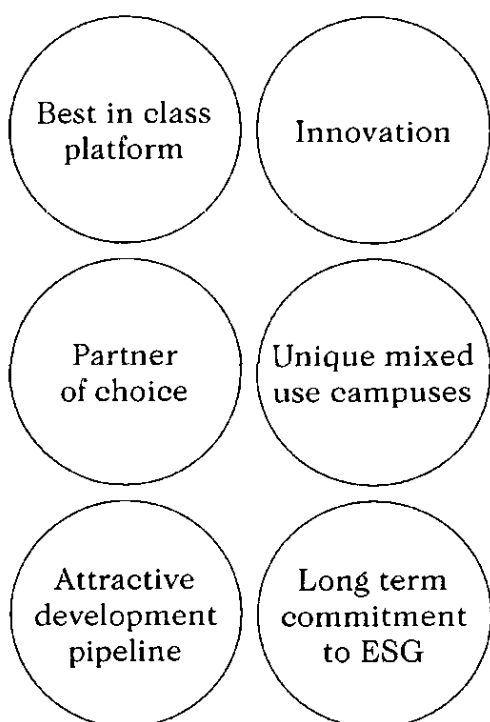 Best in class
platform
Innovation
Partner
of choice
Unique mixed
use campuses
Attractive
development
pipeline
Long term
commitment
to ESG